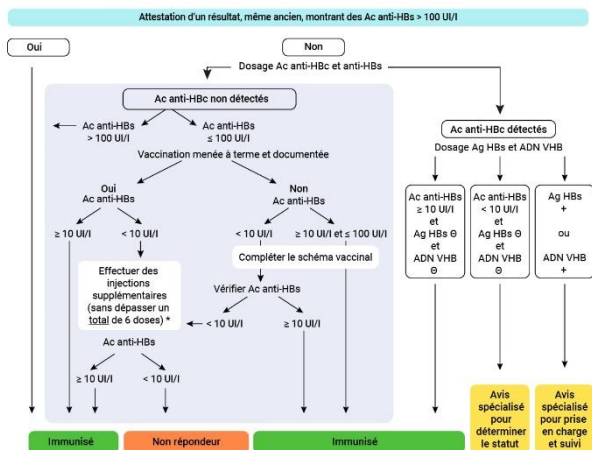 Attestation d'un résultat, même ancien, montrant des Ac anti-HBs > 100 UI/l
Oui
Non
Dosage Ac anti-HBc et anti-HBs
Ac anti-HBc non détectés
Ac anti-HBs
> 100 UI/l
Ac anti-HBs
≤ 100 UI/l
Vaccination menée à terme et documentée
Oui
Ac anti-HBs
≥ 10 UI/l
< 10 UI/l
Effectuer des
injections
supplémentaires
(sans dépasser un
total de 6 doses) *
Ac anti-HBs
≥ 10 UI/l
< 10 UI/l
Non
Ac anti-HBs
< 10 UI/l
≥ 10 UI/l et ≤ 100 UI/l
Compléter le schéma vaccinal
Vérifier Ac anti-HBs
< 10 UI/l
≥ 10 UI/l
Ac anti-HBc détectés
Dosage Ag HBs et ADN VHB
Ac anti-HBs
≥ 10 UI/l
et
Ag HBs Θ
et
ADN VHB
Θ
Ac anti-HBs
< 10 UI/l
et
Ag HBs Θ
et
ADN VHB
Θ
Ag HBs
+
ou
ADN VHB
+
Immunisé
Non répondeur
Immunisé
Avis
spécialisé
pour
déterminer
le statut
Avis
spécialisé
pour prise
en charge
et suivi